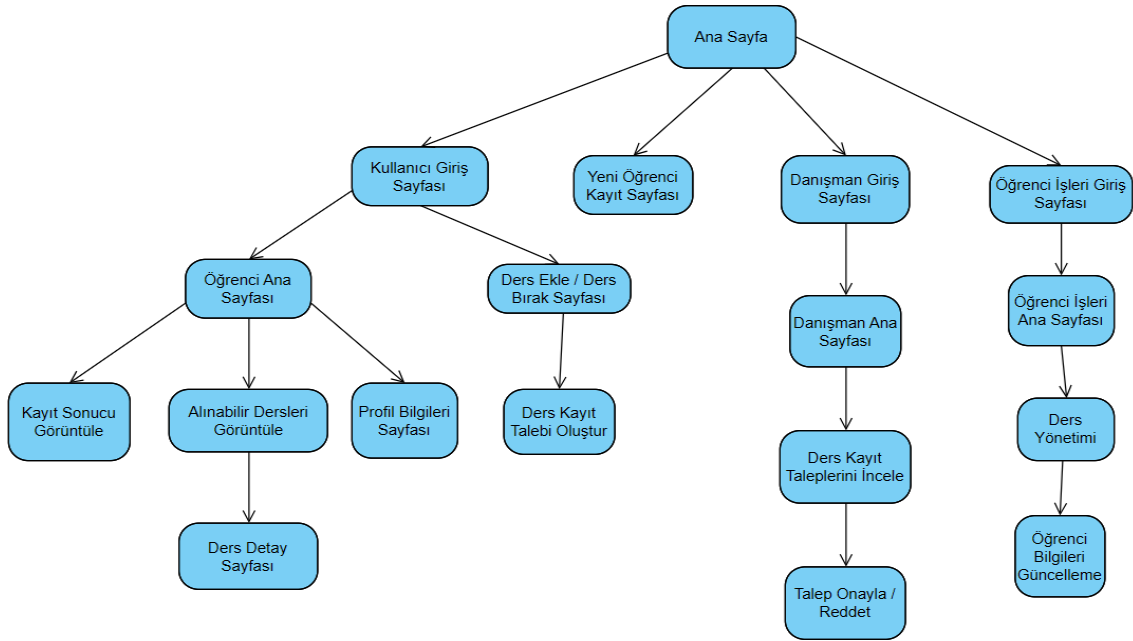 Ana Sayfa
Kullanıcı Giriş
Sayfası
Yeni Öğrenci
Kayıt Sayfası
Danışman Giriş
Sayfası
Öğrenci İşleri Giriş
Sayfası
Öğrenci Ana
Sayfası
Ders Ekle / Ders
Bırak Sayfası
Danışman Ana
Sayfası
Öğrenci İşleri
Ana Sayfası
Kayıt Sonucu
Görüntüle
Alınabilir Dersleri
Görüntüle
Profil Bilgileri
Sayfası
Ders Kayıt
Talebi Oluştur
Ders Kayıt
Taleplerini İncele
Ders
Yönetimi
Ders Detay
Sayfası
Talep Onayla /
Reddet
Öğrenci
Bilgileri
Güncelleme